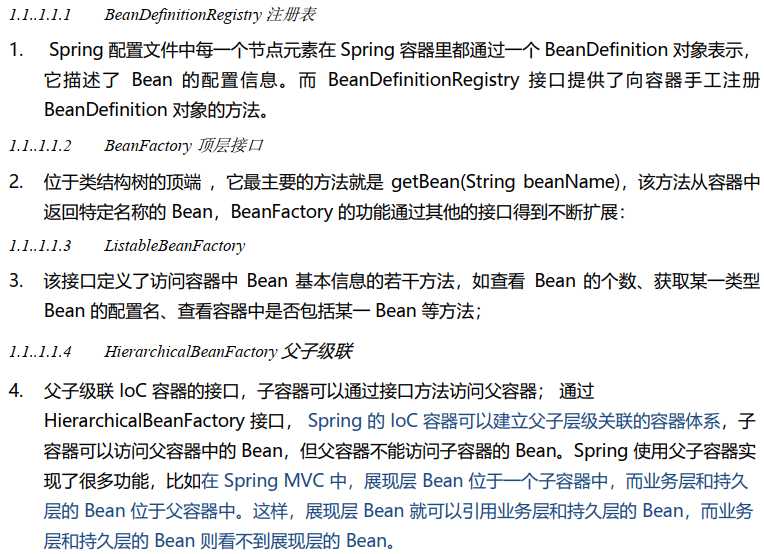 1.1..1.1.1 BeanDefinitionRegistry 注册表
1. Spring 配置文件中每一个节点元素在 Spring 容器里都通过一个 BeanDefinition 对象表示,
它描述了 Bean 的配置信息。而 BeanDefinitionRegistry 接口提供了向容器手工注册
BeanDefinition 对象的方法。
1.1..1.1.2 BeanFactory 顶层接口
2. 位于类结构树的顶端 ，它最主要的方法就是 getBean(String beanName)，该方法从容器中
返回特定名称的 Bean，BeanFactory 的功能通过其他的接口得到不断扩展：
1.1..1.1.3 ListableBeanFactory
3. 该接口定义了访问容器中 Bean 基本信息的若干方法，如查看 Bean 的个数、获取某一类型
Bean 的配置名、查看容器中是否包括某一 Bean 等方法；
1.1..1.1.4 HierarchicalBeanFactory 父子级联
4. 父子级联 IoC 容器的接口，子容器可以通过接口方法访问父容器； 通过
HierarchicalBeanFactory 接口， Spring 的 IoC 容器可以建立父子层级关联的容器体系，子
容器可以访问父容器中的 Bean，但父容器不能访问子容器的 Bean。Spring 使用父子容器实
现了很多功能，比如在 Spring MVC 中，展现层 Bean 位于一个子容器中，而业务层和持久
层的 Bean 位于父容器中。这样，展现层 Bean 就可以引用业务层和持久层的 Bean，而业务
层和持久层的 Bean 则看不到展现层的 Bean。